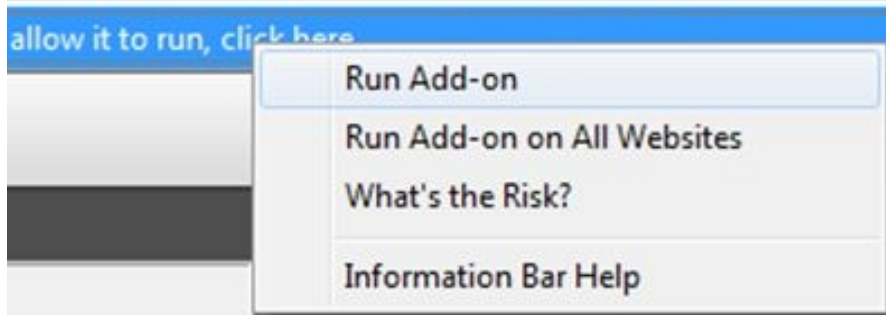 allow it to run, click here
Run Add-on
Run Add-on on All Websites
What's the Risk?
Information Bar Help